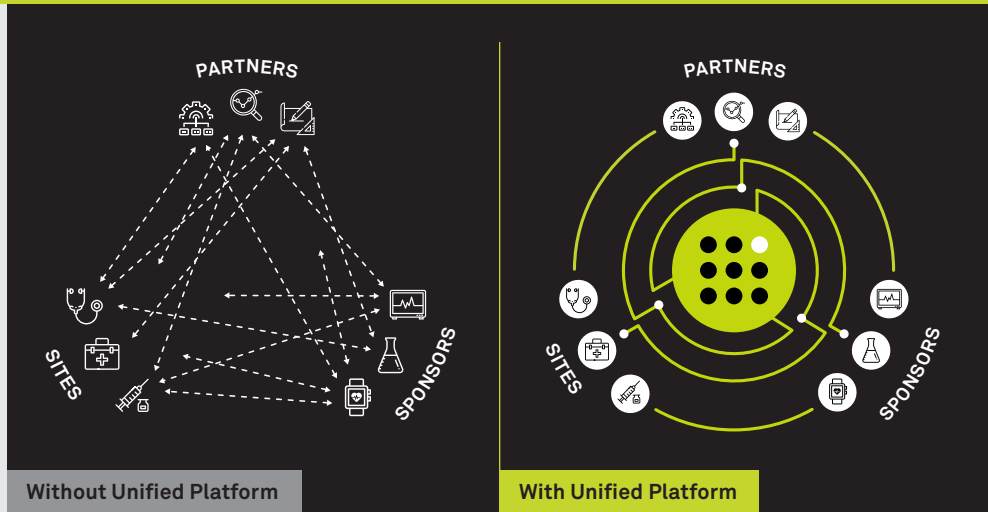 PARTNERS
SITES
SPONSORS
Without Unified Platform
PARTNERS
SITES
SPONSORS
With Unified Platform